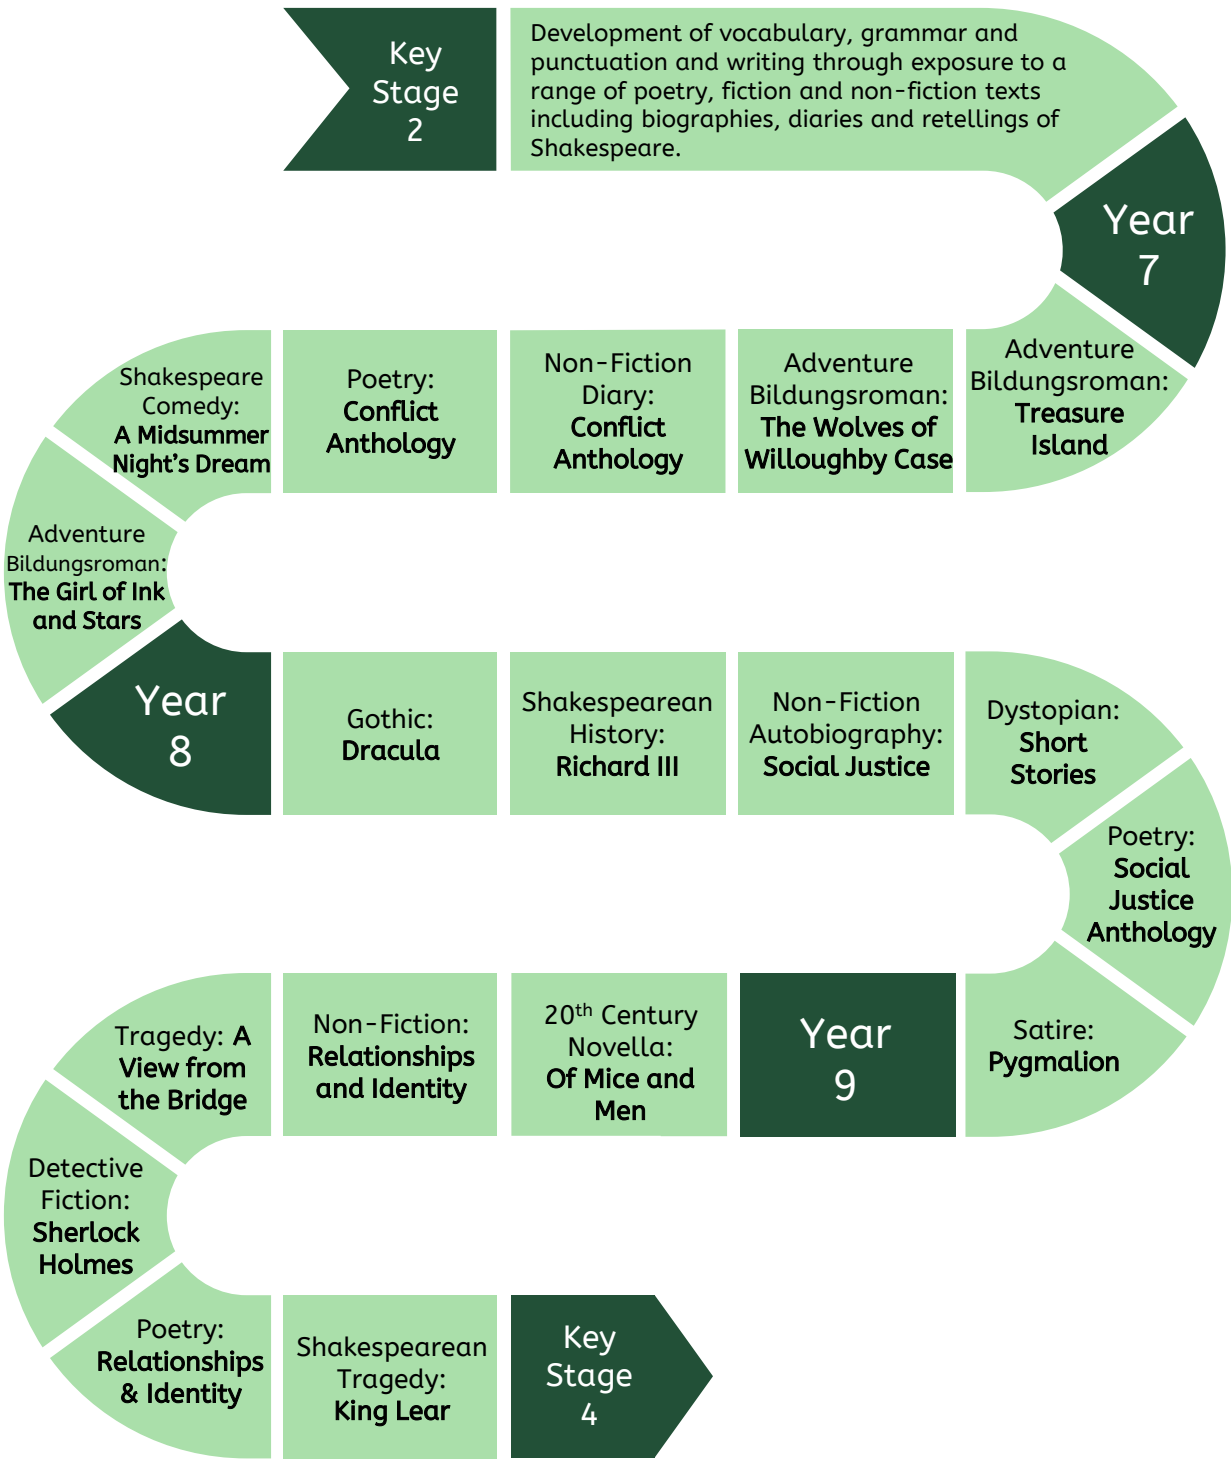 Key
Stage
2
Development of vocabulary, grammar and
punctuation and writing through exposure to a
range of poetry, fiction and non-fiction texts
including biographies, diaries and retellings of
Shakespeare.
Year
7
Adventure
Bildungsroman:
Treasure
Island
Adventure
Bildungsroman:
The Wolves of
Willoughby Case
Non-Fiction
Diary:
Conflict
Anthology
Poetry:
Conflict
Anthology
Shakespeare
Comedy:
A Midsummer
Night's Dream
Adventure
Bildungsroman:
The Girl of Ink
and Stars
Year
8
Gothic:
Dracula
Shakespearean
History:
Richard III
Non-Fiction
Autobiography:
Social Justice
Dystopian:
Short
Stories
Poetry:
Social
Justice
Anthology
Satire:
Pygmalion
Year
9
20th Century
Novella:
Of Mice and
Men
Non-Fiction:
Relationships
and Identity
Tragedy: A
View from
the Bridge
Detective
Fiction:
Sherlock
Holmes
Poetry:
Relationships
& Identity
Shakespearean
Tragedy:
King Lear
Key
Stage
4